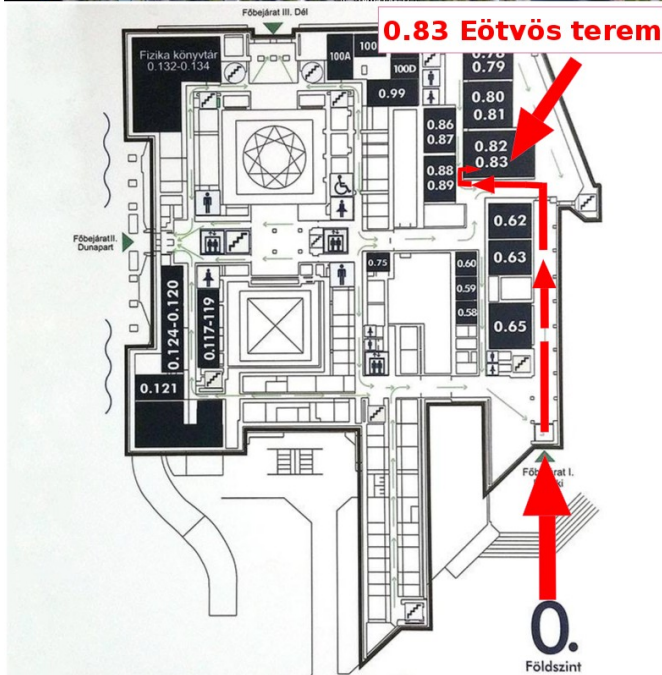 Főbejárat III. Dél
0.83 Eötvös terem
Fizika könyvtár
0.132-0.134
100A
100
100D
0.99
0.78
0.79
0.80
0.81
0.86
0.87
0.82
0.83
0.88
0.89
0.62
Főbejárat II.
Dunapart
0.75
0.60
0.63
0.59
0.58
0.65
0.124-0.120
0.117-119
0.121
Főbejárat I.
0.
Földszint